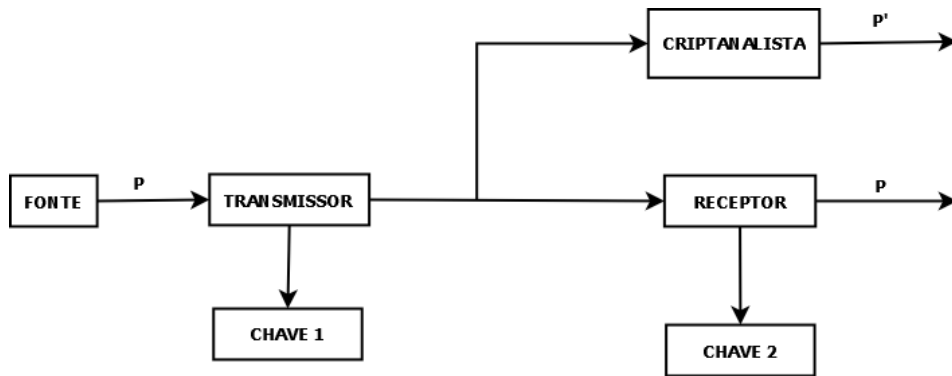 P'
CRIPTANALISTA
P
P
FONTE
TRANSMISSOR
RECEPTOR
CHAVE 1
CHAVE 2